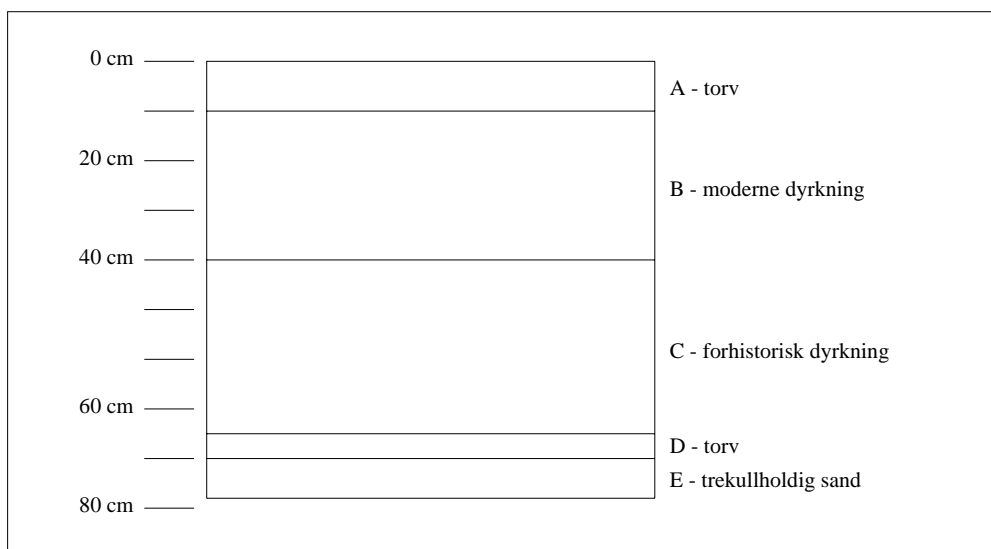 0 cm
A - torv
20 cm
B - moderne dyrkning
40 cm
C - forhistorisk dyrkning
60 cm
D - torv
E - trekullholdig sand
80 cm